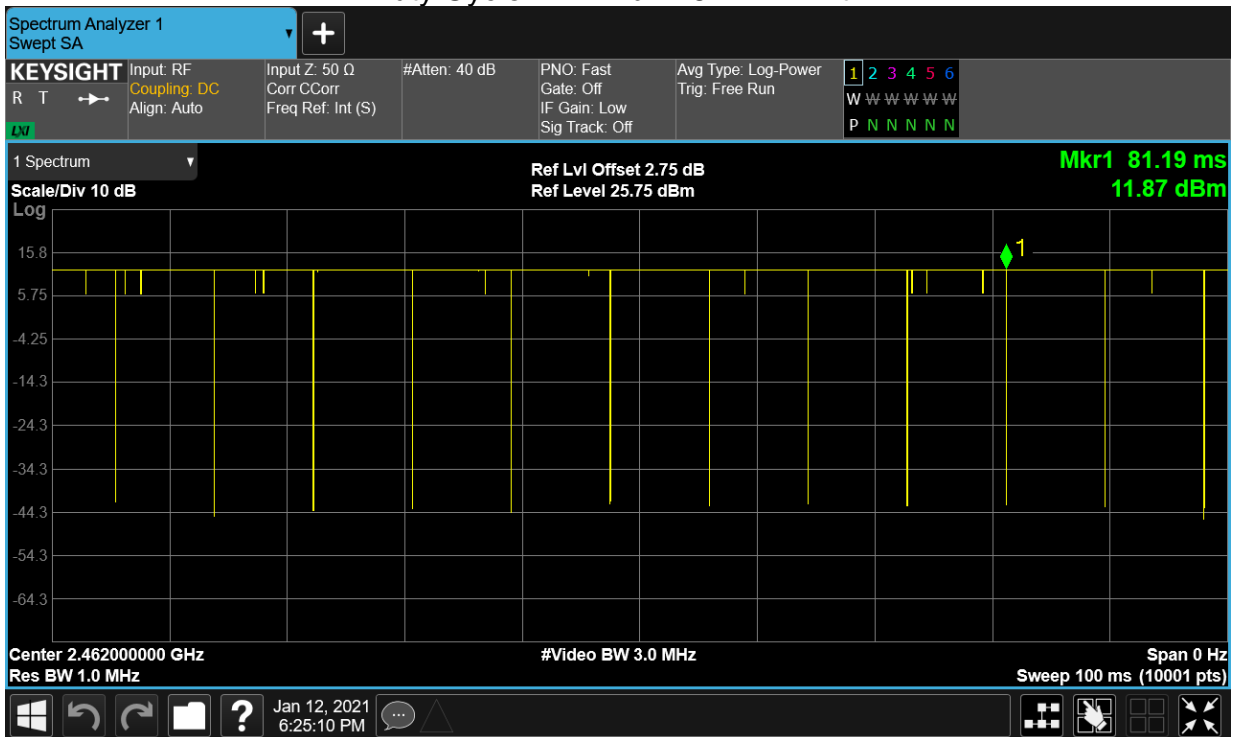 Spectrum Analyzer 1
Swept SA
+
KEYSIGHT
R T
LXI
Input: RF
Coupling: DC
Align: Auto
Input Z: 50 Ω
Corr CCorr
Freq Ref: Int (S)
#Atten: 40 dB
PNO: Fast
Gate: Off
IF Gain: Low
Sig Track: Off
Avg Type: Log-Power
Trig: Free Run
1 2 3 4 5 6
W W W W W W
P N N N N N
1 Spectrum
Scale/Div 10 dB
Log
Ref Lvl Offset 2.75 dB
Ref Level 25.75 dBm
Mkr1 81.19 ms
11.87 dBm
1
15.8
5.75
-4.25
-14.3
-24.3
-34.3
-44.3
-54.3
-64.3
Center 2.462000000 GHz
Res BW 1.0 MHz
#Video BW 3.0 MHz
Span 0 Hz
Sweep 100 ms (10001 pts)
?
Jan 12, 2021
6:25:10 PM